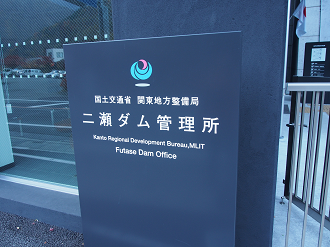 国土交通省 関東地方整備局
二瀬ダム管理所
Kanto Regional Development Bureau,MLIT
Futase Dam Office